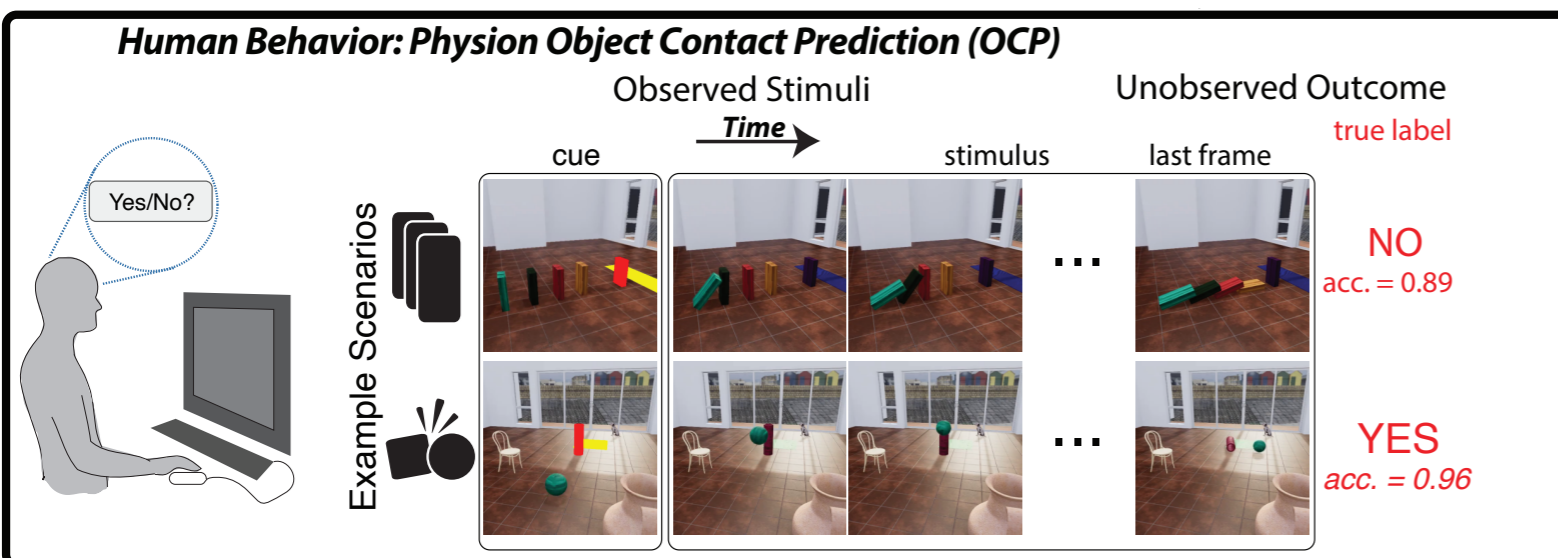 Human Behavior: Physion Object Contact Prediction (OCP)
Observed Stimuli
Unobserved Outcome
Time
true label
cue
stimulus
last frame
Yes/No?
Example Scenarios
...
NO
acc. = 0.89
...
YES
acc. = 0.96